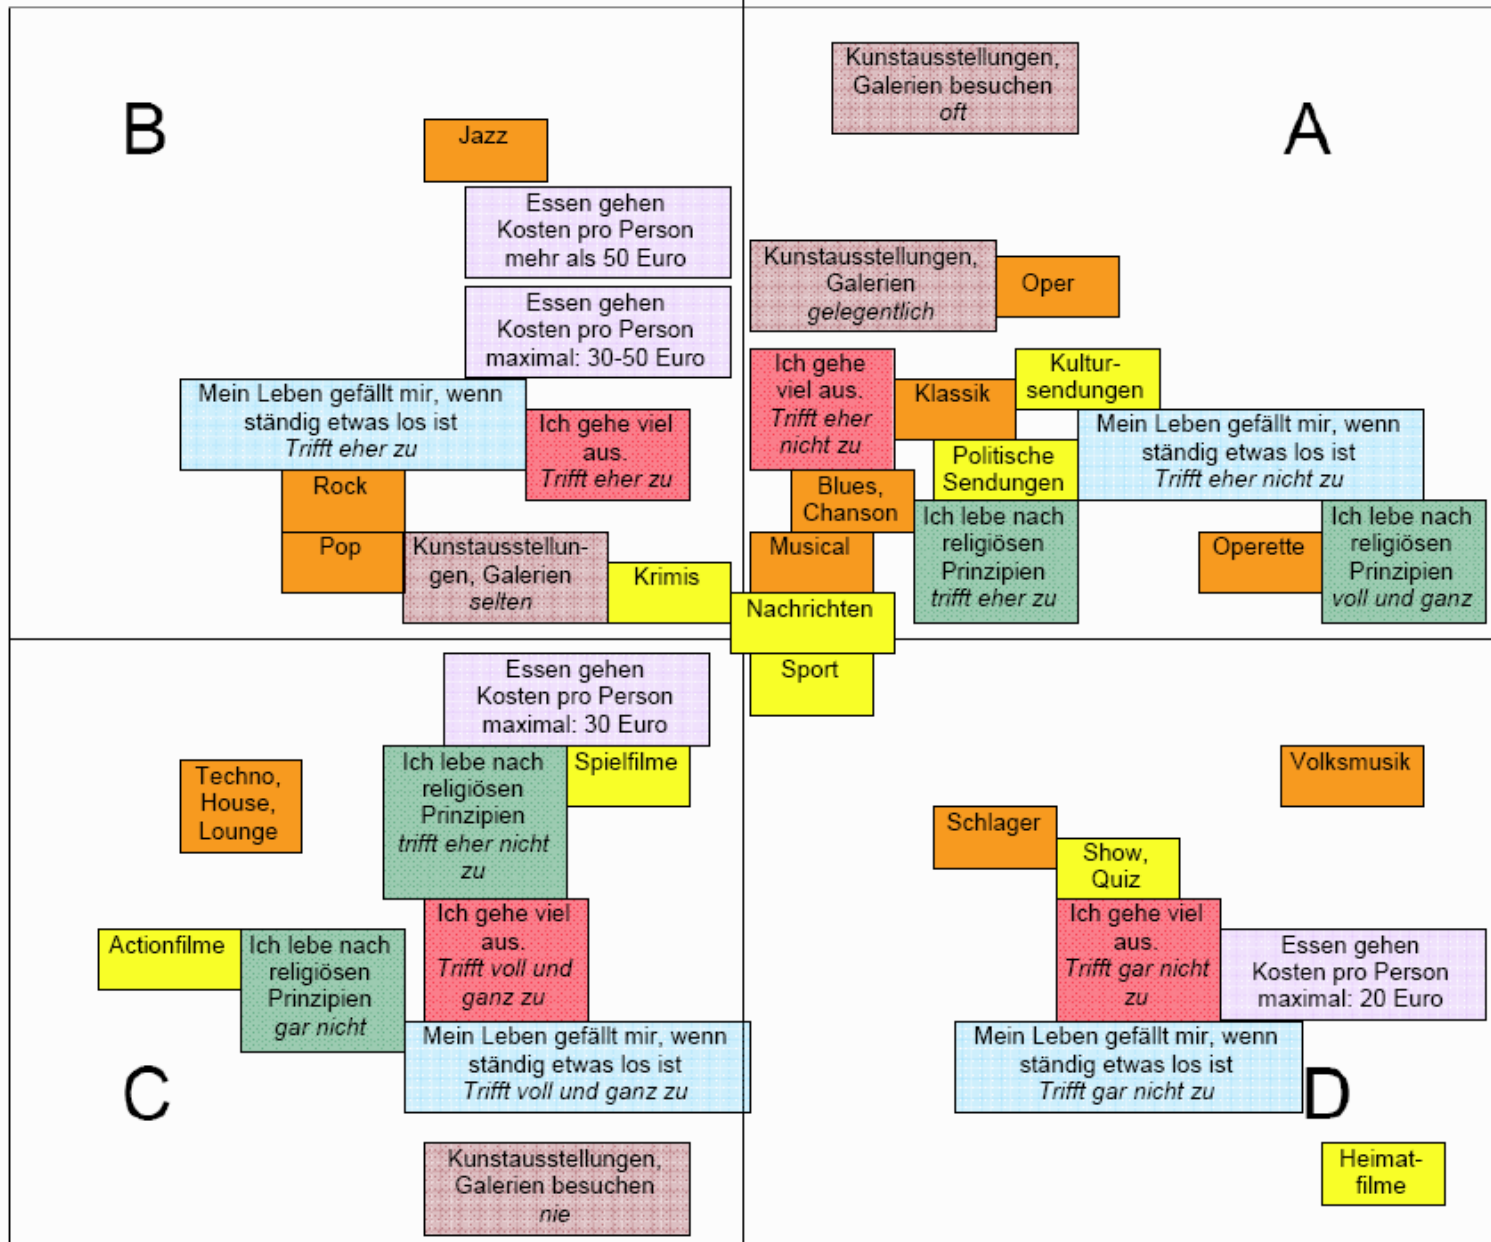 B
Jazz
Essen gehen
Kosten pro Person
mehr als 50 Euro
Essen gehen
Kosten pro Person
maximal: 30-50 Euro
Mein Leben gefällt mir, wenn
ständig etwas los ist
Trifft eher zu
Ich gehe viel
aus.
Trifft eher zu
Rock
Pop
Kunstausstellun-
gen, Galerien
selten
Krimis
Kunstausstellungen,
Galerien besuchen
oft
A
Kunstausstellungen,
Galerien
gelegentlich
Oper
Ich gehe
viel aus.
Trifft eher
nicht zu
Klassik
Kultur-
sendungen
Mein Leben gefällt mir, wenn
ständig etwas los ist
Trifft eher nicht zu
Politische
Sendungen
Blues,
Chanson
Ich lebe nach
religiösen
Prinzipien
trifft eher zu
Musical
Operette
Ich lebe nach
religiösen
Prinzipien
voll und ganz
Nachrichten
Sport
Essen gehen
Kosten pro Person
maximal: 30 Euro
Techno,
House,
Lounge
Ich lebe nach
religiösen
Prinzipien
trifft eher nicht
zu
Spielfilme
Actionfilme
Ich lebe nach
religiösen
Prinzipien
gar nicht
Ich gehe viel
aus.
Trifft voll und
ganz zu
Mein Leben gefällt mir, wenn
ständig etwas los ist
Trifft voll und ganz zu
C
Kunstausstellungen,
Galerien besuchen
nie
Volksmusik
Schlager
Show,
Quiz
Ich gehe viel
aus.
Trifft gar nicht
zu
Essen gehen
Kosten pro Person
maximal: 20 Euro
Mein Leben gefällt mir, wenn
ständig etwas los ist
Trifft gar nicht zu
D
Heimat-
filme